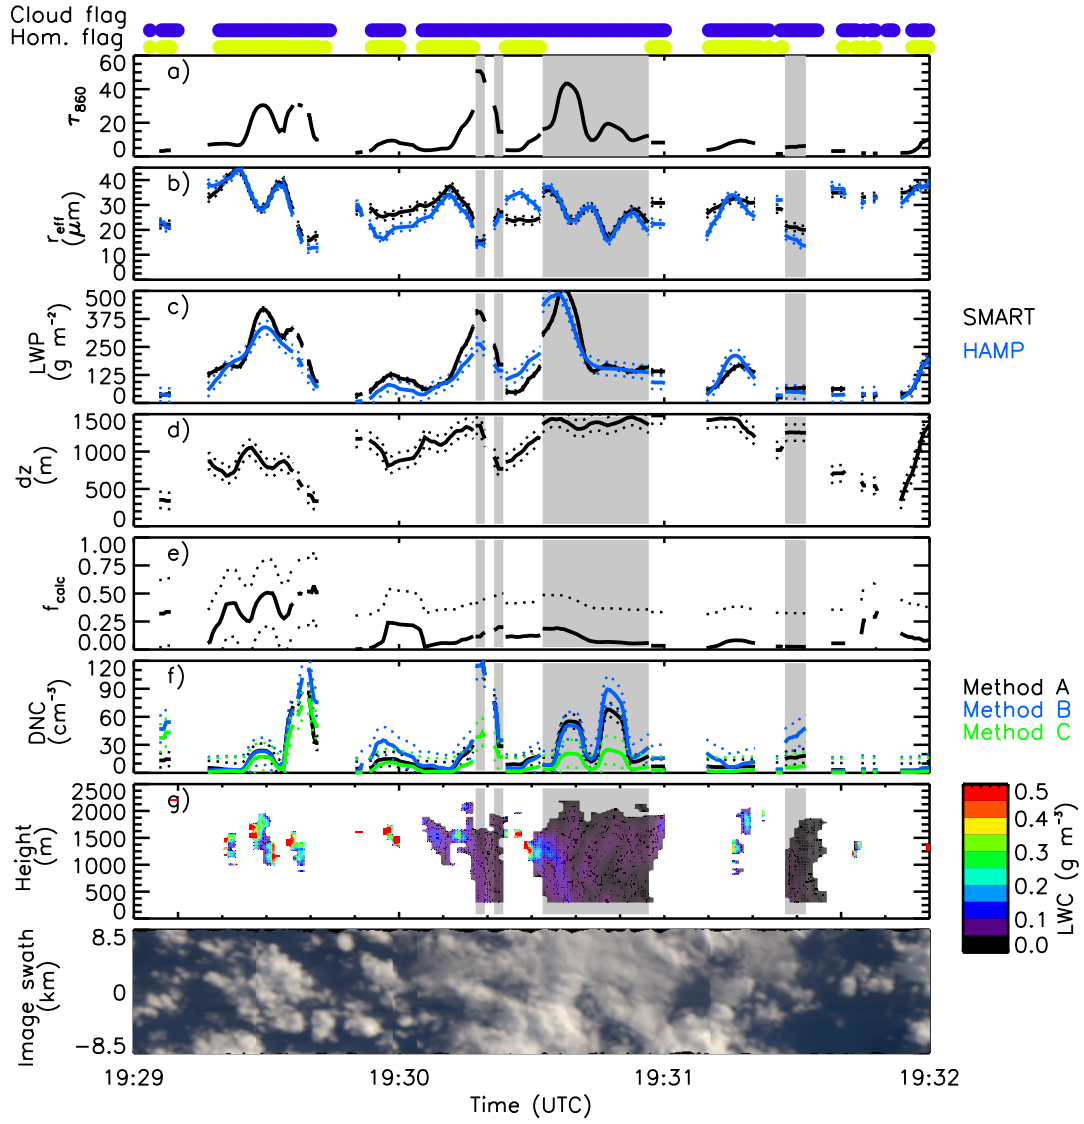 Cloud flag
Hom. flag
a)
τ860
60
40
20
0
b)
reff
(μm)
40
30
20
10
0
c)
LWP
(g m⁻²)
500
375
250
125
0
SMART
HAMP
d)
dz
(m)
1500
1000
500
0
e)
fcalc
1.00
0.75
0.50
0.25
0.00
f)
DNC
(cm⁻³)
120
90
60
30
0
Method A
Method B
Method C
g)
Height
(m)
2500
2000
1500
1000
500
0
0.5
0.4
0.3
0.2
0.1
0.0
LWC (g m⁻³)
Image swath
(km)
8.5
0
−8.5
19:29 19:30 19:31 19:32
Time (UTC)